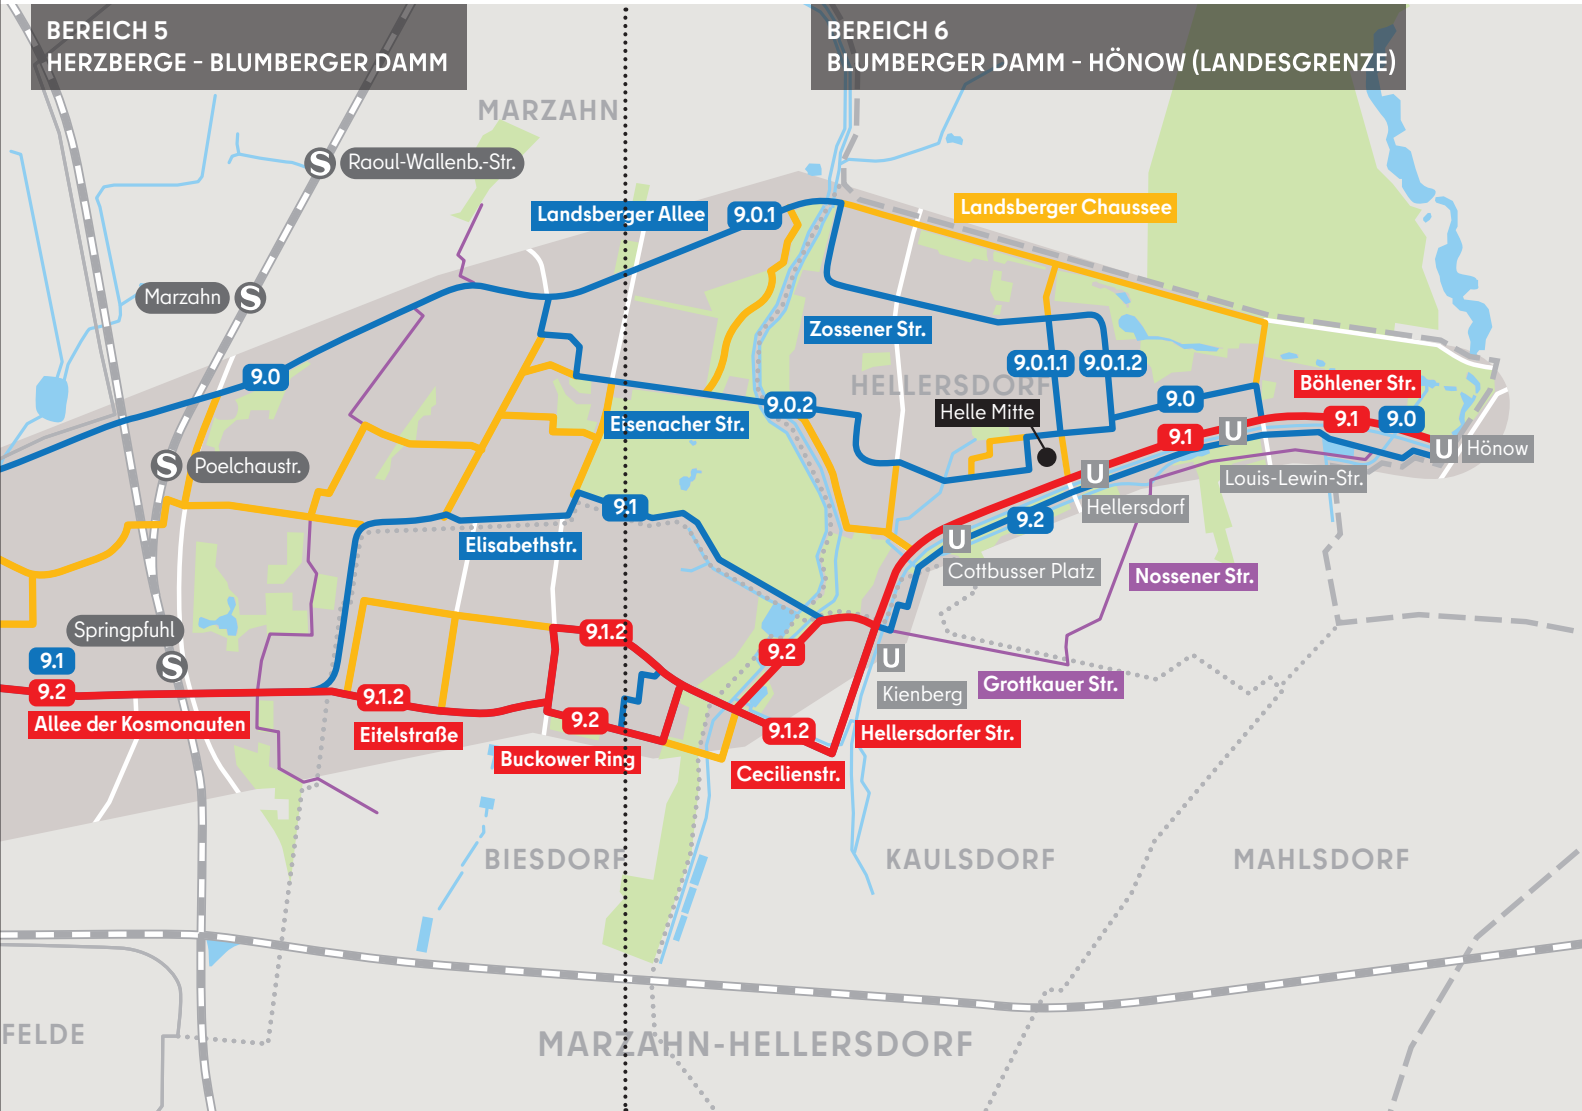 BEREICH 5
HERZBERGE - BLUMBERGER DAMM
BEREICH 6
BLUMBERGER DAMM - HÖNOW (LANDESGRENZE)
MARZAHN
S
Raoul-Wallenb.-Str.
Landsberger Allee
9.0.1
Landsberger Chaussee
Marzahn
S
Zossener Str.
9.0.1.1
9.0.1.2
9.0
HELLERSDORF
9.0
Böhlener Str.
9.0.2
Helle Mitte
9.1
9.0
Eisenacher Str.
9.1
U
U
Hönow
S
Poelchaustr.
U
Louis-Lewin-Str.
Hellersdorf
9.1
9.2
Elisabethstr.
U
Cottbusser Platz
Nossener Str.
Springpfuhl
S
9.1.2
9.2
9.1
U
Kienberg
Grottkauer Str.
9.2
9.1.2
Allee der Kosmonauten
Eitelstraße
9.2
9.1.2
Hellersdorfer Str.
Buckower Ring
Cecilienstr.
BIESDORF
KAULSDORF
MAHLSDORF
FELDE
MARZAHN-HELLERSDORF